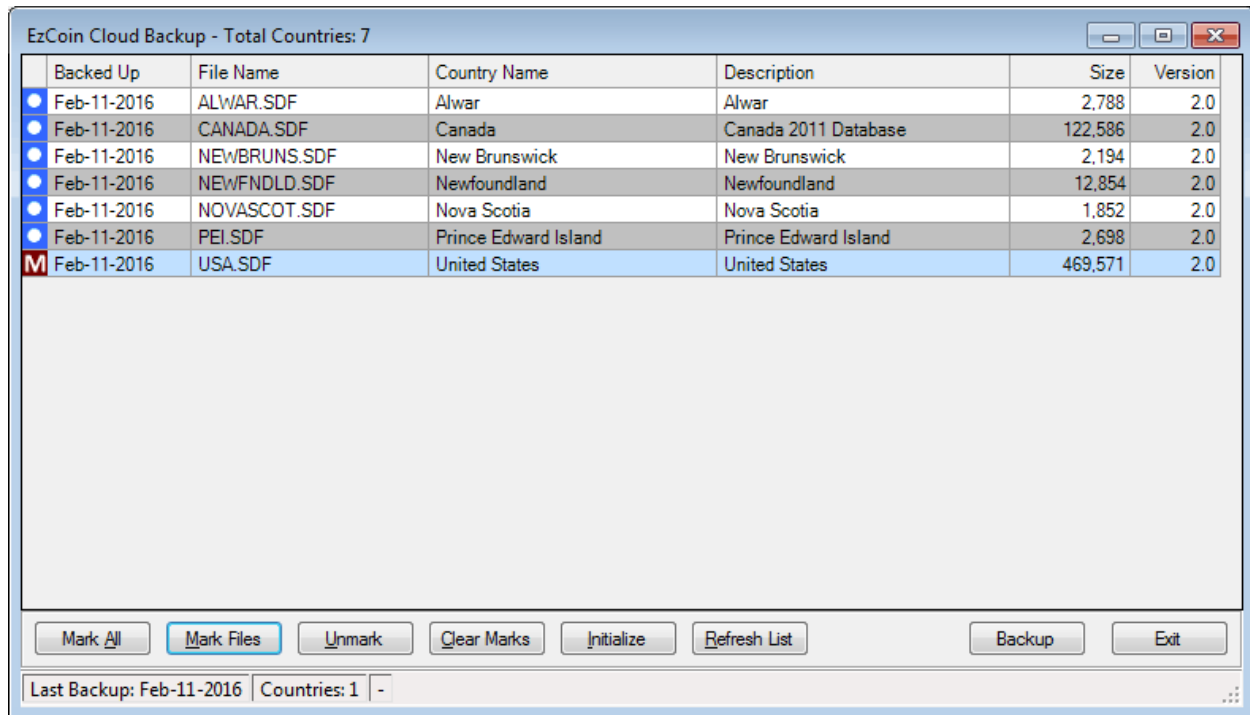 EzCoin Cloud Backup - Total Countries: 7
Backed Up File Name Country Name Description Size Version
Feb-11-2016 ALWAR.SDF Alwar Alwar 2,788 2.0
Feb-11-2016 CANADA.SDF Canada Canada 2011 Database 122,586 2.0
Feb-11-2016 NEWBRUNS.SDF New Brunswick New Brunswick 2,194 2.0
Feb-11-2016 NEWFNDLD.SDF Newfoundland Newfoundland 12,854 2.0
Feb-11-2016 NOVASCOT.SDF Nova Scotia Nova Scotia 1,852 2.0
Feb-11-2016 PEI.SDF Prince Edward Island Prince Edward Island 2,698 2.0
M Feb-11-2016 USA.SDF United States United States 469,571 2.0
Mark All Mark Files Unmark Clear Marks Initialize Refresh List Backup Exit
Last Backup: Feb-11-2016 Countries: 1 -